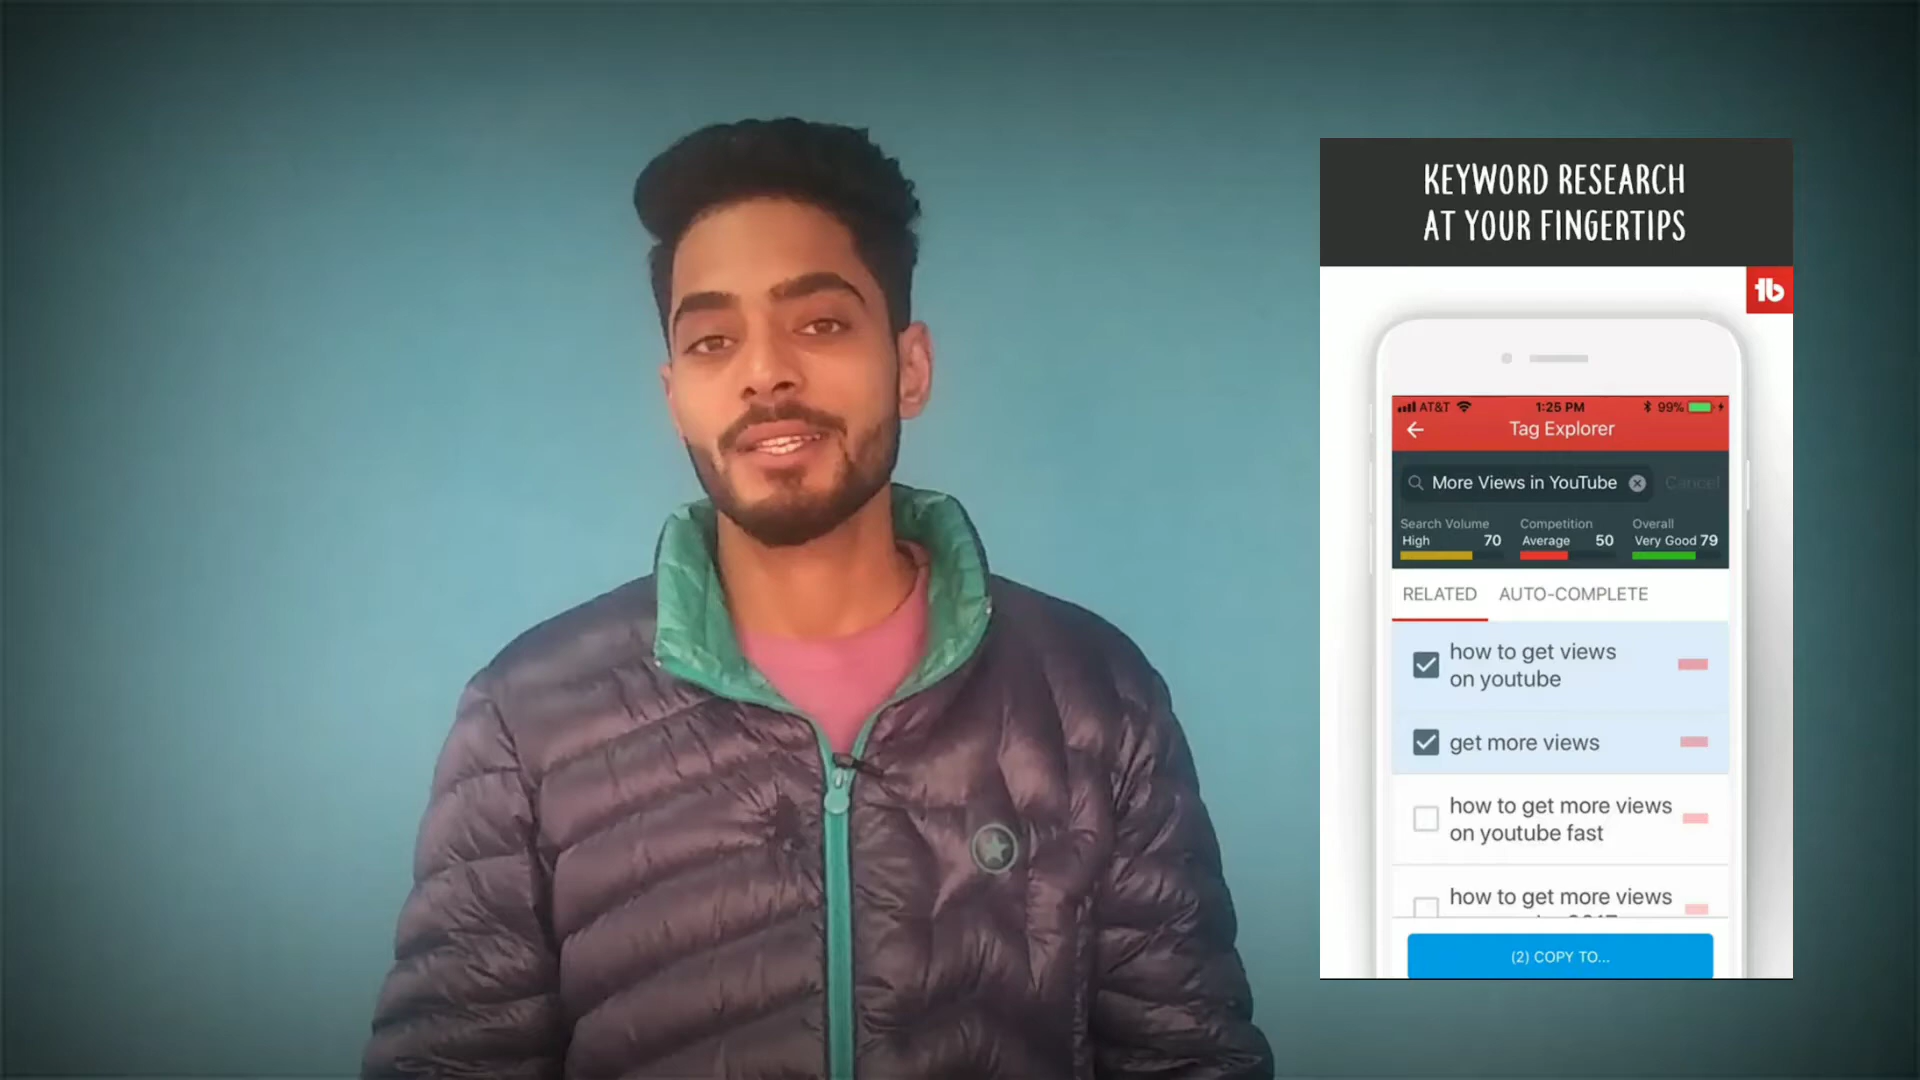 KEYWORD RESEARCH
AT YOUR FINGERTIPS
tb
AT&T 1:25 PM 99%
Tag Explorer
More Views in YouTube Cancel
Search Volume Competition Overall
High 70 Average 50 Very Good 79
RELATED AUTO-COMPLETE
how to get views
on youtube
get more views
how to get more views
on youtube fast
how to get more views
(2) COPY TO...